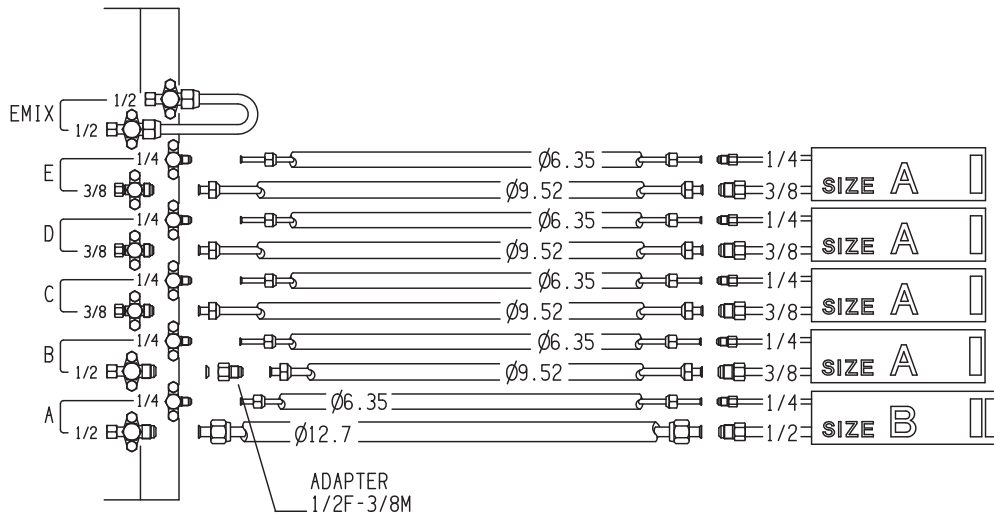 EMIX
1/2
1/2
E
1/4
Ø6.35
1/4
3/8
Ø9.52
3/8
SIZE A
D
1/4
Ø6.35
1/4
3/8
Ø9.52
3/8
SIZE A
C
1/4
Ø6.35
1/4
3/8
Ø9.52
3/8
SIZE A
B
1/4
Ø6.35
1/4
1/2
Ø9.52
3/8
SIZE A
A
1/4
Ø6.35
1/4
1/2
Ø12.7
1/2
SIZE B
ADAPTER
1/2F-3/8M